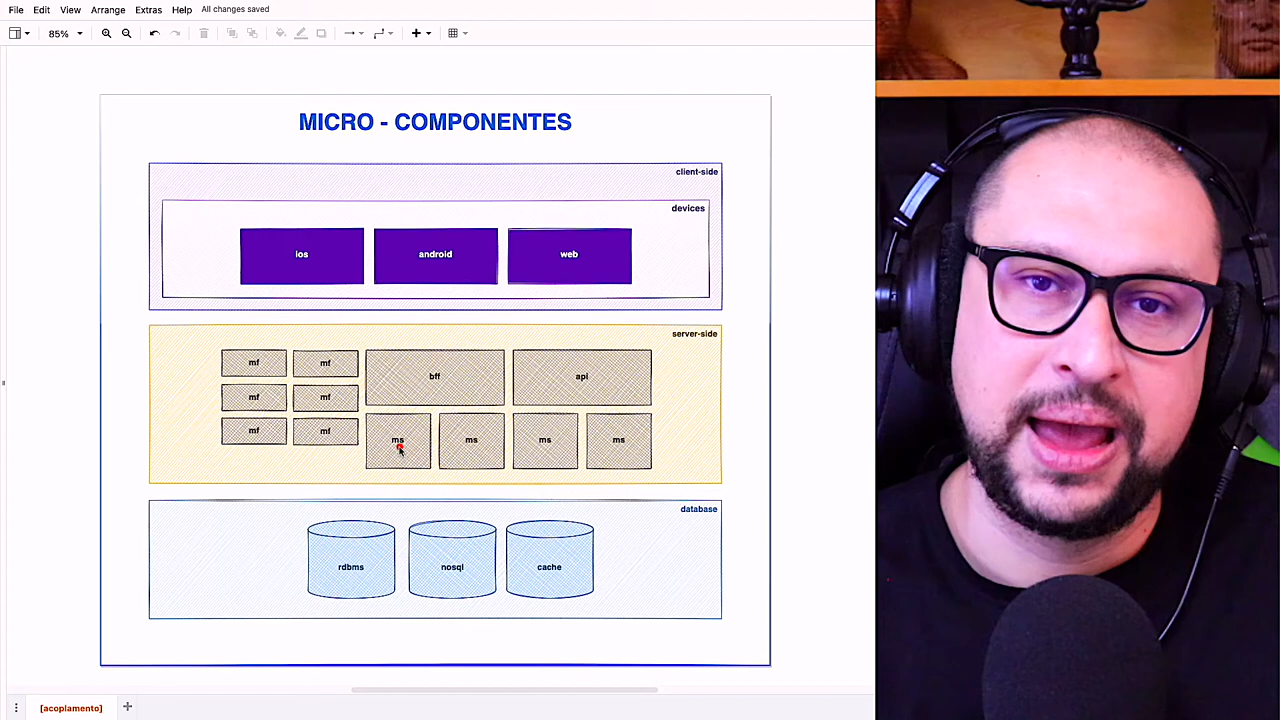 File Edit View Arrange Extras Help All changes saved
85%
MICRO - COMPONENTES
client-side
devices
ios android web
server-side
mf mf bff api
mf mf
mf mf ms ms ms ms
database
rdbms nosql cache
[acoplamento]